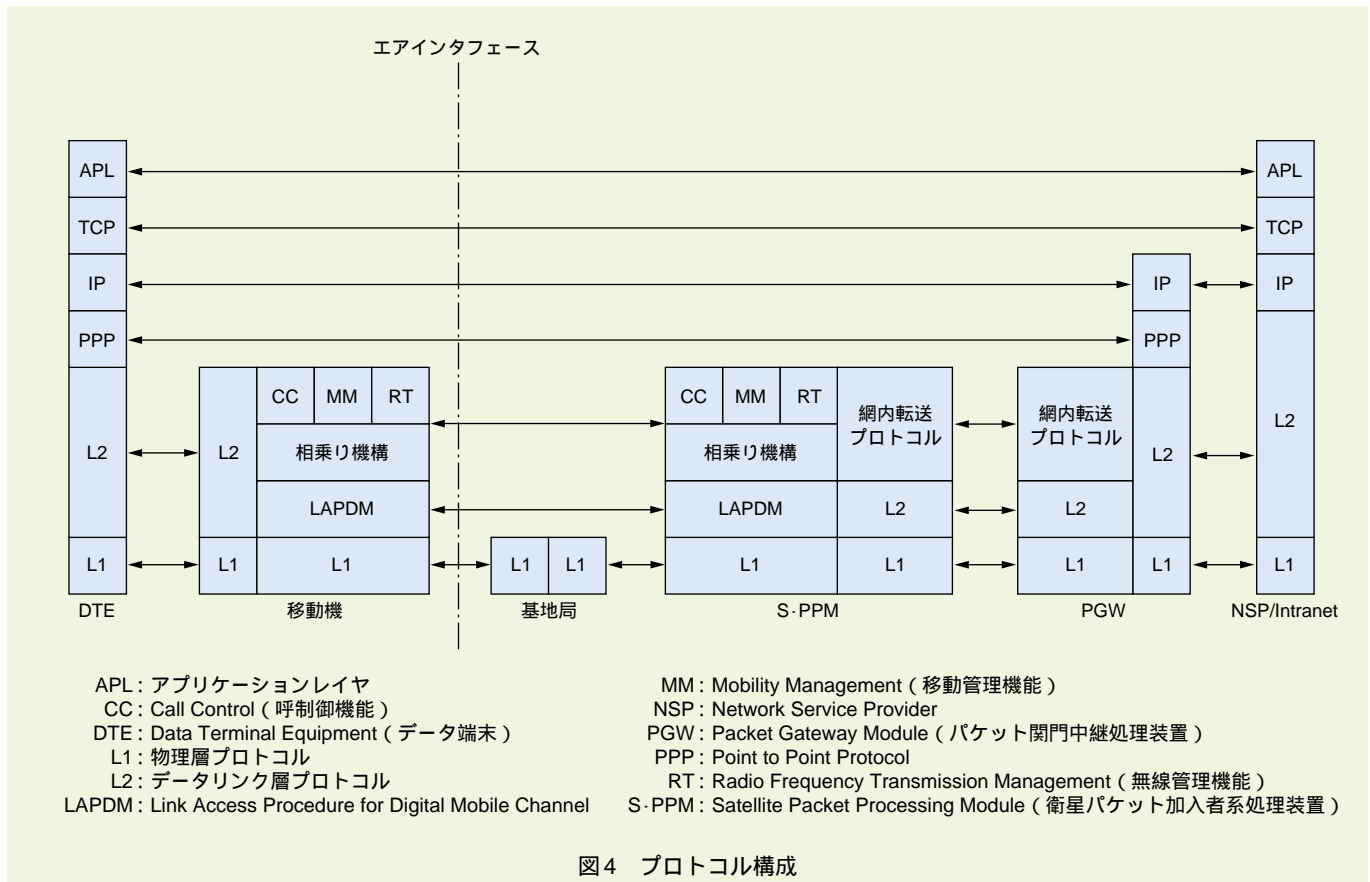 エアインタフェース
APL APL
TCP TCP
IP IP IP
PPP PPP
CC MM RT CC MM RT
網内転送 網内転送
プロトコル プロトコル
L2 L2 相乗り機構 相乗り機構 L2 L2
LAPDM LAPDM L2 L2
L1 L1 L1 L1 L1 L1 L1 L1 L1 L1
DTE 移動機 基地局 S·PPM PGW NSP/Intranet
APL:アプリケーションレイヤ
CC:Call Control(呼制御機能)
DTE:Data Terminal Equipment(データ端末)
L1:物理層プロトコル
L2:データリンク層プロトコル
LAPDM:Link Access Procedure for Digital Mobile Channel
MM:Mobility Management(移動管理機能)
NSP:Network Service Provider
PGW:Packet Gateway Module(パケット関門中継処理装置)
PPP:Point to Point Protocol
RT:Radio Frequency Transmission Management(無線管理機能)
S·PPM:Satellite Packet Processing Module(衛星パケット加入者系処理装置)
図4 プロトコル構成